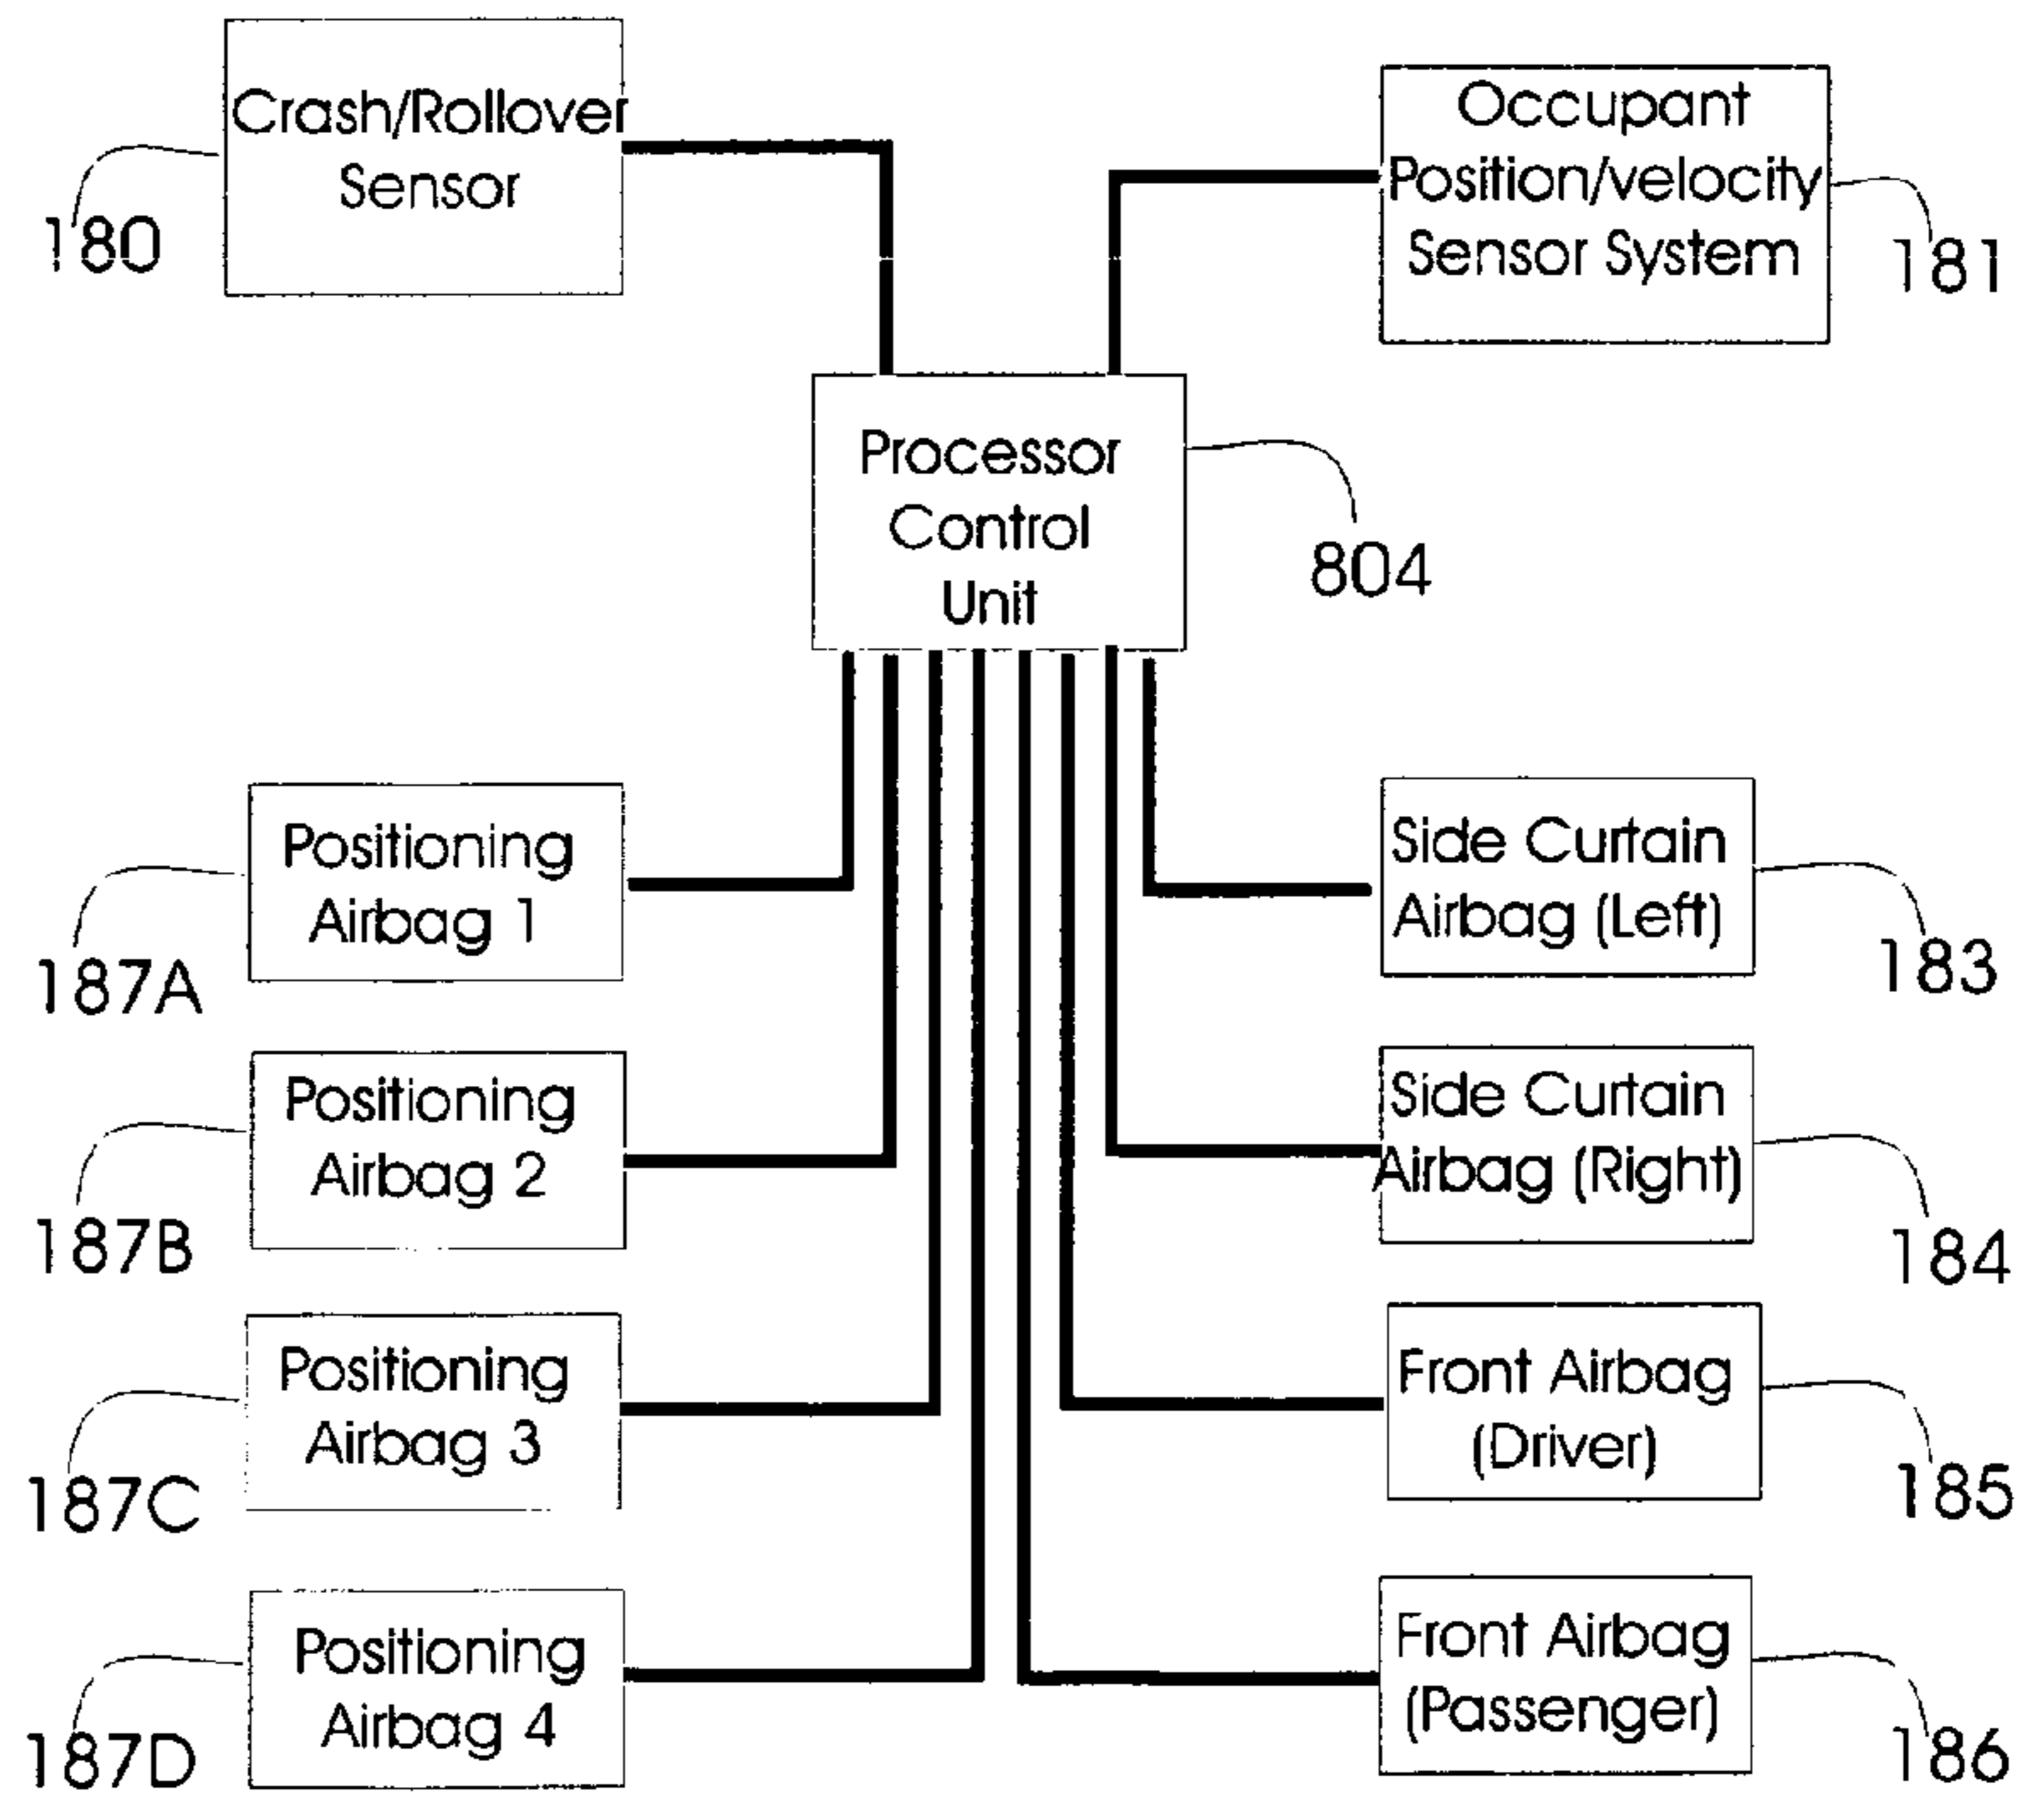 Crash/Rollover
Sensor
180
Occupant
Position/velocity
Sensor System
181
Processor
Control
Unit
804
Positioning
Airbag 1
187A
Side Curtain
Airbag (Left)
183
Positioning
Airbag 2
187B
Side Curtain
Airbag (Right)
184
Positioning
Airbag 3
187C
Front Airbag
(Driver)
185
Positioning
Airbag 4
187D
Front Airbag
(Passenger)
186